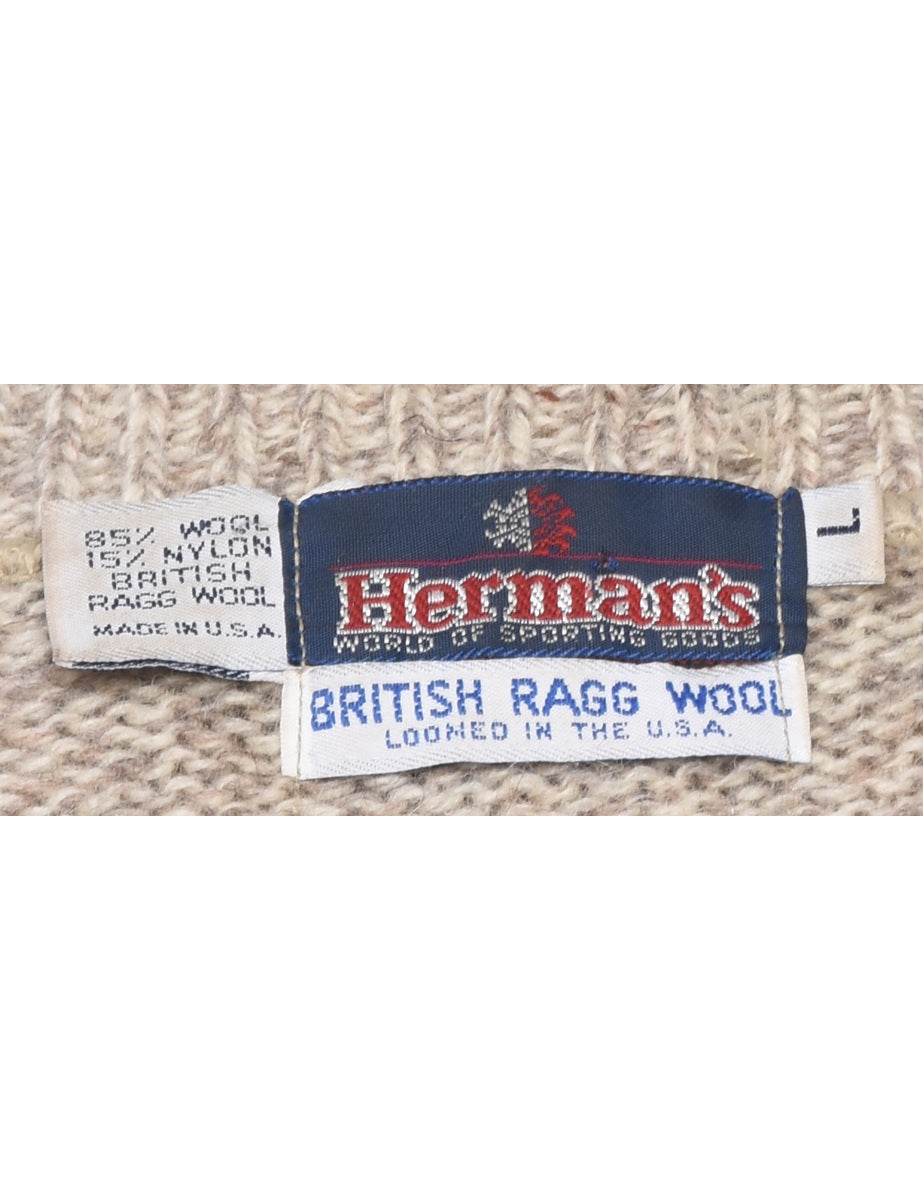 85% WOOL
15% NYLON
BRITISH
RAGG WOOL
MADE IN U.S.A.
Herman's
WORLD OF SPORTING GOODS
BRITISH RAGG WOOL
LOOMED IN THE U.S.A.
L